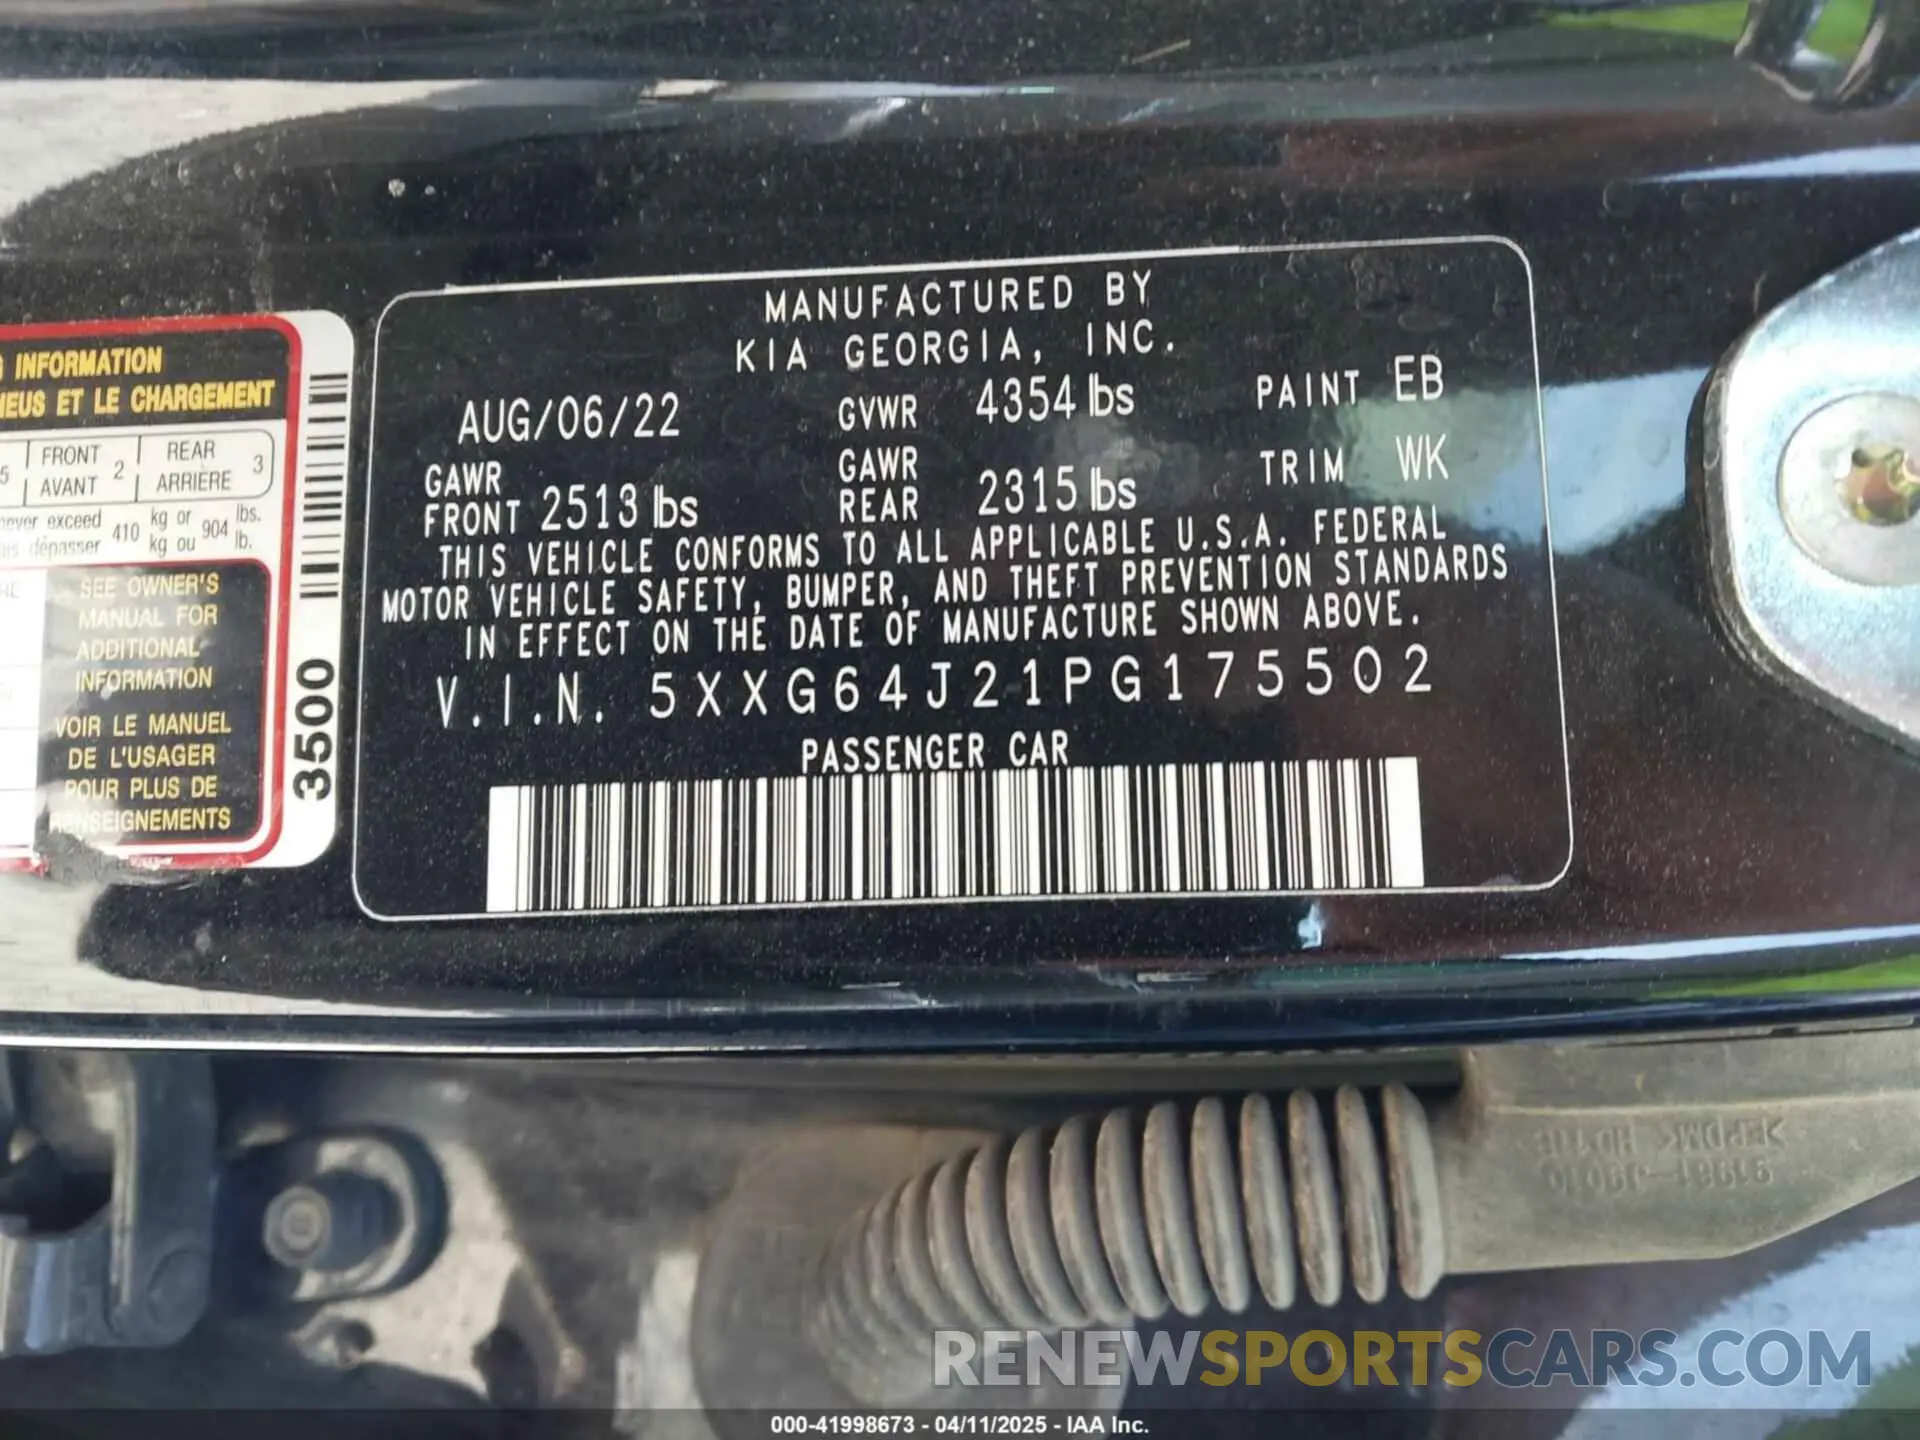 INFORMATION
ET LE CHARGEMENT
5 FRONT AVANT 2 REAR ARRIÈRE 3
never exceed 410 kg or 904 lbs.
dépasser kg ou lb.
SEE OWNER'S
MANUAL FOR
ADDITIONAL
INFORMATION
VOIR LE MANUEL
DE L'USAGER
POUR PLUS DE
RENSEIGNEMENTS
3500
MANUFACTURED BY
KIA GEORGIA, INC.
AUG/06/22 GVWR 4354 lbs PAINT EB
GAWR FRONT 2513 lbs GAWR REAR 2315 lbs TRIM WK
THIS VEHICLE CONFORMS TO ALL APPLICABLE U.S.A. FEDERAL
MOTOR VEHICLE SAFETY, BUMPER, AND THEFT PREVENTION STANDARDS
IN EFFECT ON THE DATE OF MANUFACTURE SHOWN ABOVE.
V.I.N. 5XXG64J21PG175502
PASSENGER CAR
RENEWSPORTSCARS.COM
000-41998673 - 04/11/2025 - IAA Inc.